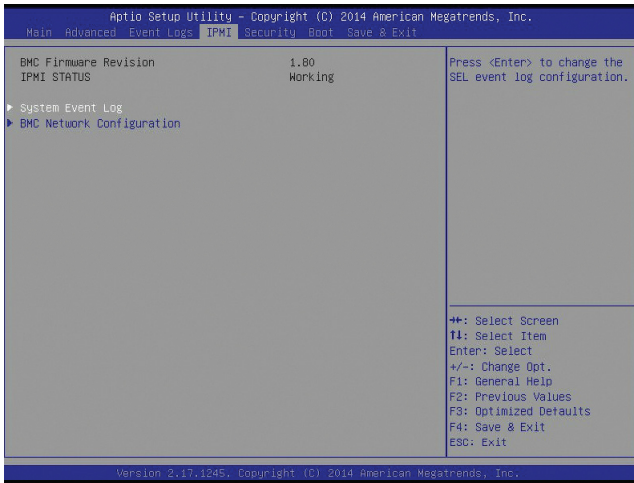 Aptio Setup Utility - Copyright (C) 2014 American Megatrends, Inc.
Main Advanced Event Logs IPMI Security Boot Save & Exit
BMC Firmware Revision 1.80
IPMI STATUS Working
System Event Log
BMC Network Configuration
Press <Enter> to change the
SEL event log configuration.
→←: Select Screen
↑↓: Select Item
Enter: Select
+/-: Change Opt.
F1: General Help
F2: Previous Values
F3: Optimized Defaults
F4: Save & Exit
ESC: Exit
Version 2.17.1245. Copyright (C) 2014 American Megatrends, Inc.